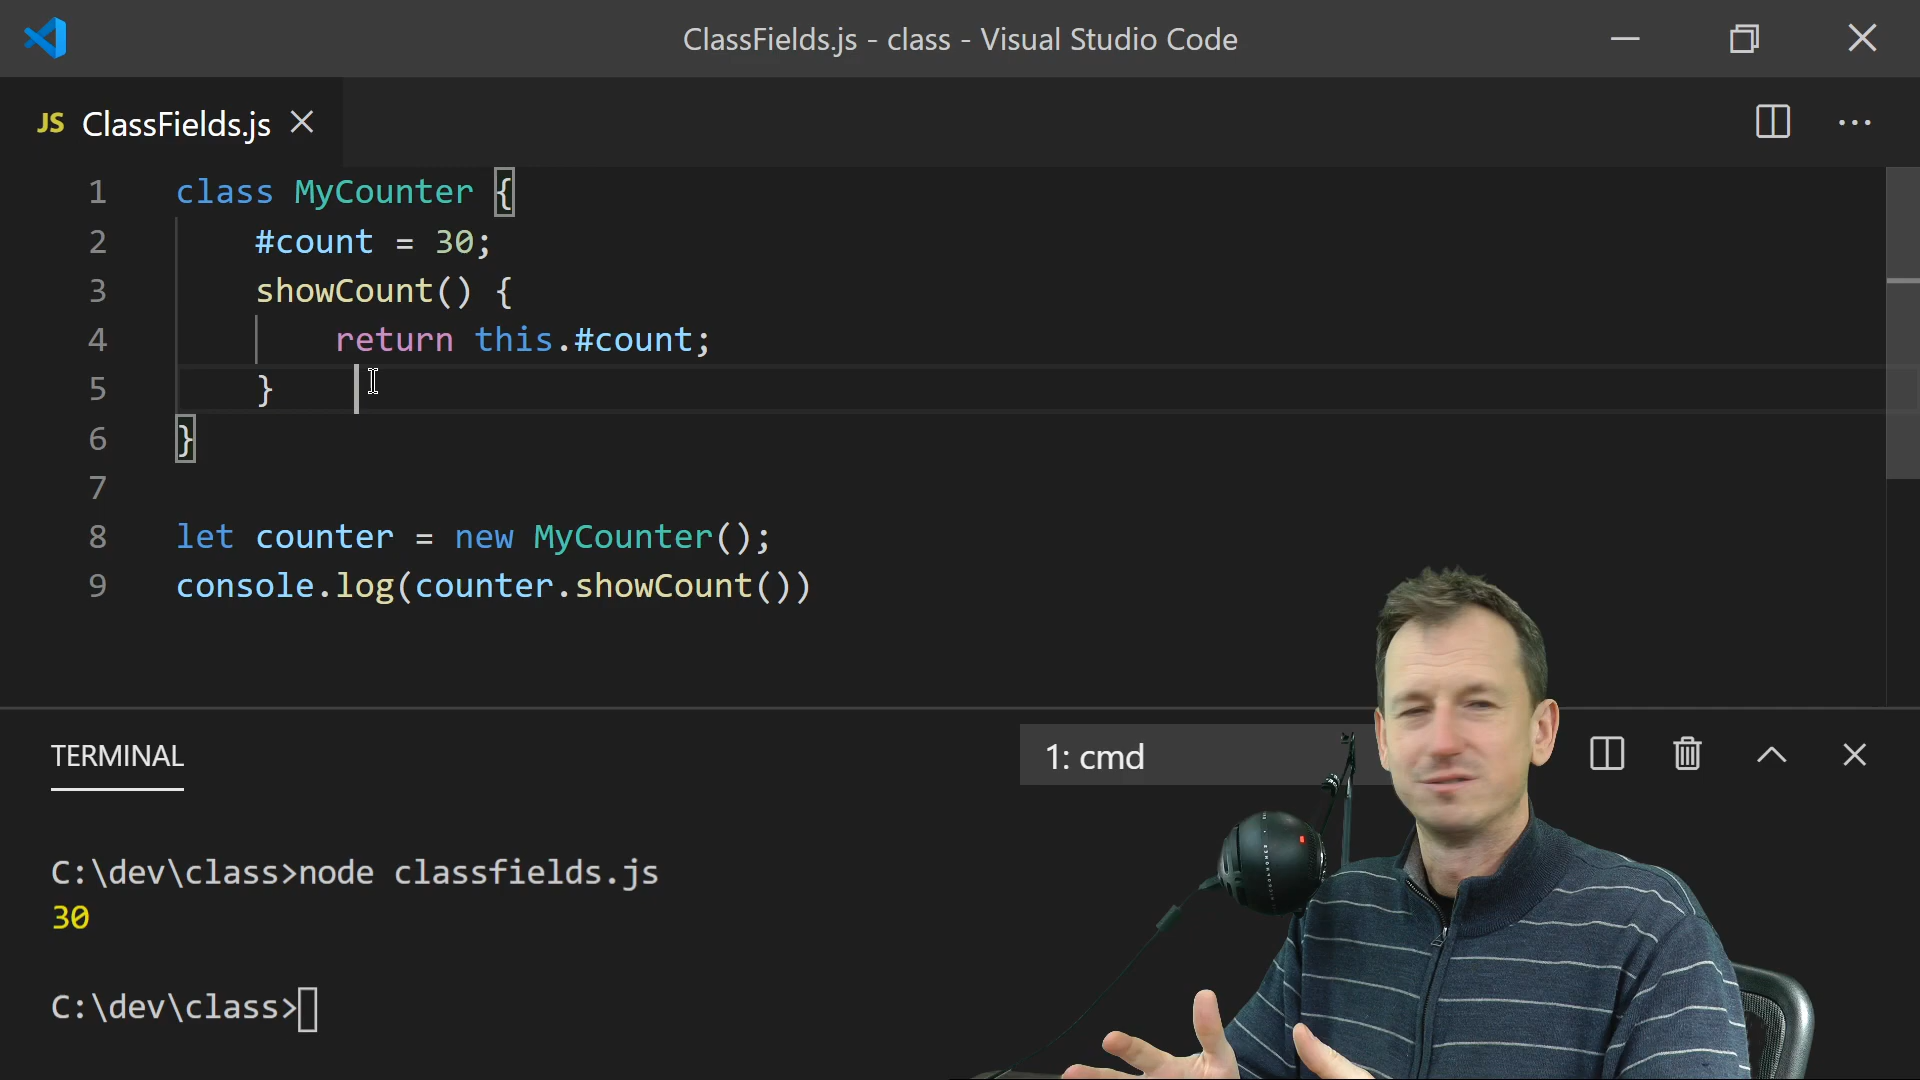 ClassFields.js - class - Visual Studio Code
JS ClassFields.js
1 class MyCounter {
2 #count = 30;
3 showCount() {
4 return this.#count;
5 }
6 }
7
8 let counter = new MyCounter();
9 console.log(counter.showCount())
TERMINAL
1: cmd
C:\dev\class>node classfields.js
30
C:\dev\class>